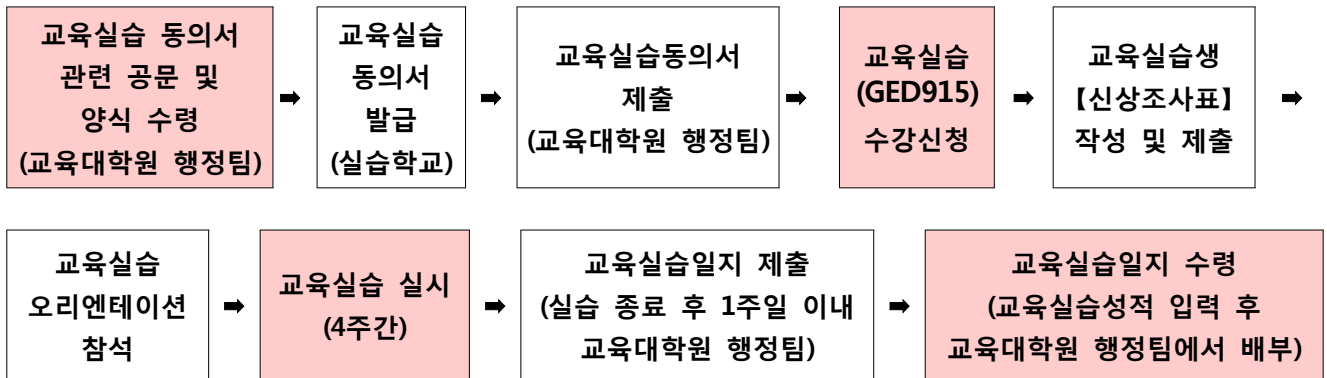 교육실습 동의서
관련 공문 및
양식 수령
(교육대학원 행정팀)
➡
교육실습
동의서
발급
(실습학교)
➡
교육실습동의서
제출
(교육대학원 행정팀)
➡
교육실습
(GED915)
수강신청
➡
교육실습생
【신상조사표】
작성 및 제출
➡
교육실습
오리엔테이션
참석
➡
교육실습 실시
(4주간)
➡
교육실습일지 제출
(실습 종료 후 1주일 이내
교육대학원 행정팀)
➡
교육실습일지 수령
(교육실습성적 입력 후
교육대학원 행정팀에서 배부)